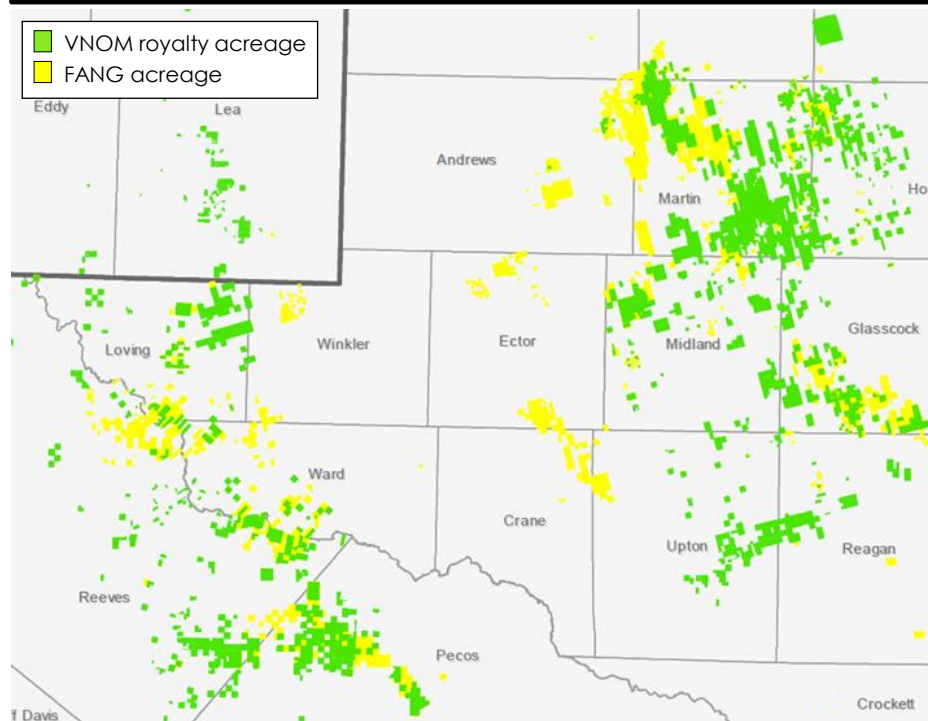 VNOM royalty acreage
FANG acreage
Eddy
Lea
Andrews
Martin
Ho
Loving
Winkler
Ector
Midland
Glasscock
Ward
Crane
Upton
Reagan
Reeves
Pecos
Crockett
f Davis